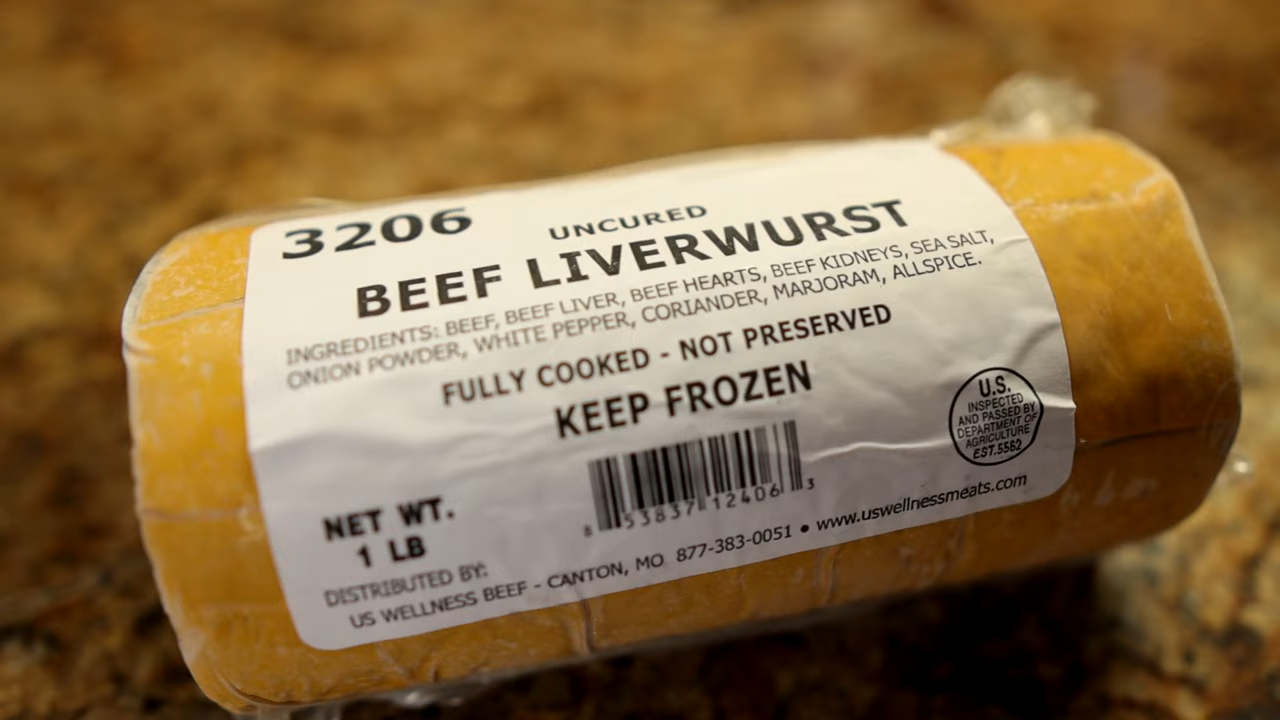 3206
UNCURED
BEEF LIVERWURST
INGREDIENTS: BEEF, BEEF LIVER, BEEF HEARTS, BEEF KIDNEYS, SEA SALT,
ONION POWDER, WHITE PEPPER, CORIANDER, MARJORAM, ALLSPICE.
FULLY COOKED - NOT PRESERVED
KEEP FROZEN
U.S.
INSPECTED
AND PASSED BY
DEPARTMENT OF
AGRICULTURE
EST.5562
8 53837 12406 3
NET WT.
1 LB
DISTRIBUTED BY:
US WELLNESS BEEF - CANTON, MO 877-383-0051 • www.uswellnessmeats.com